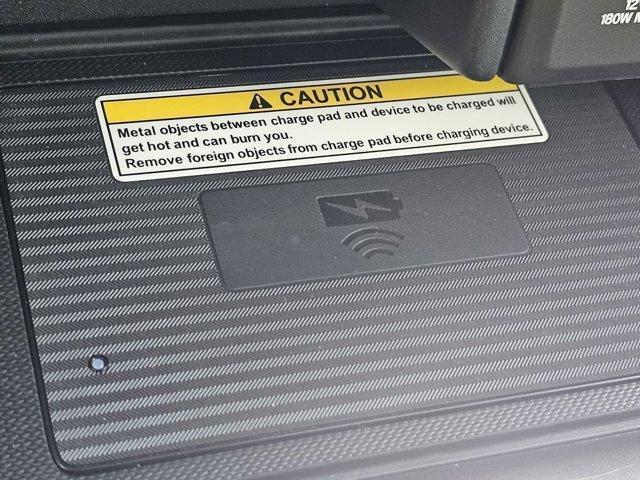 12
180W M
CAUTION
Metal objects between charge pad and device to be charged will
get hot and can burn you.
Remove foreign objects from charge pad before charging device.